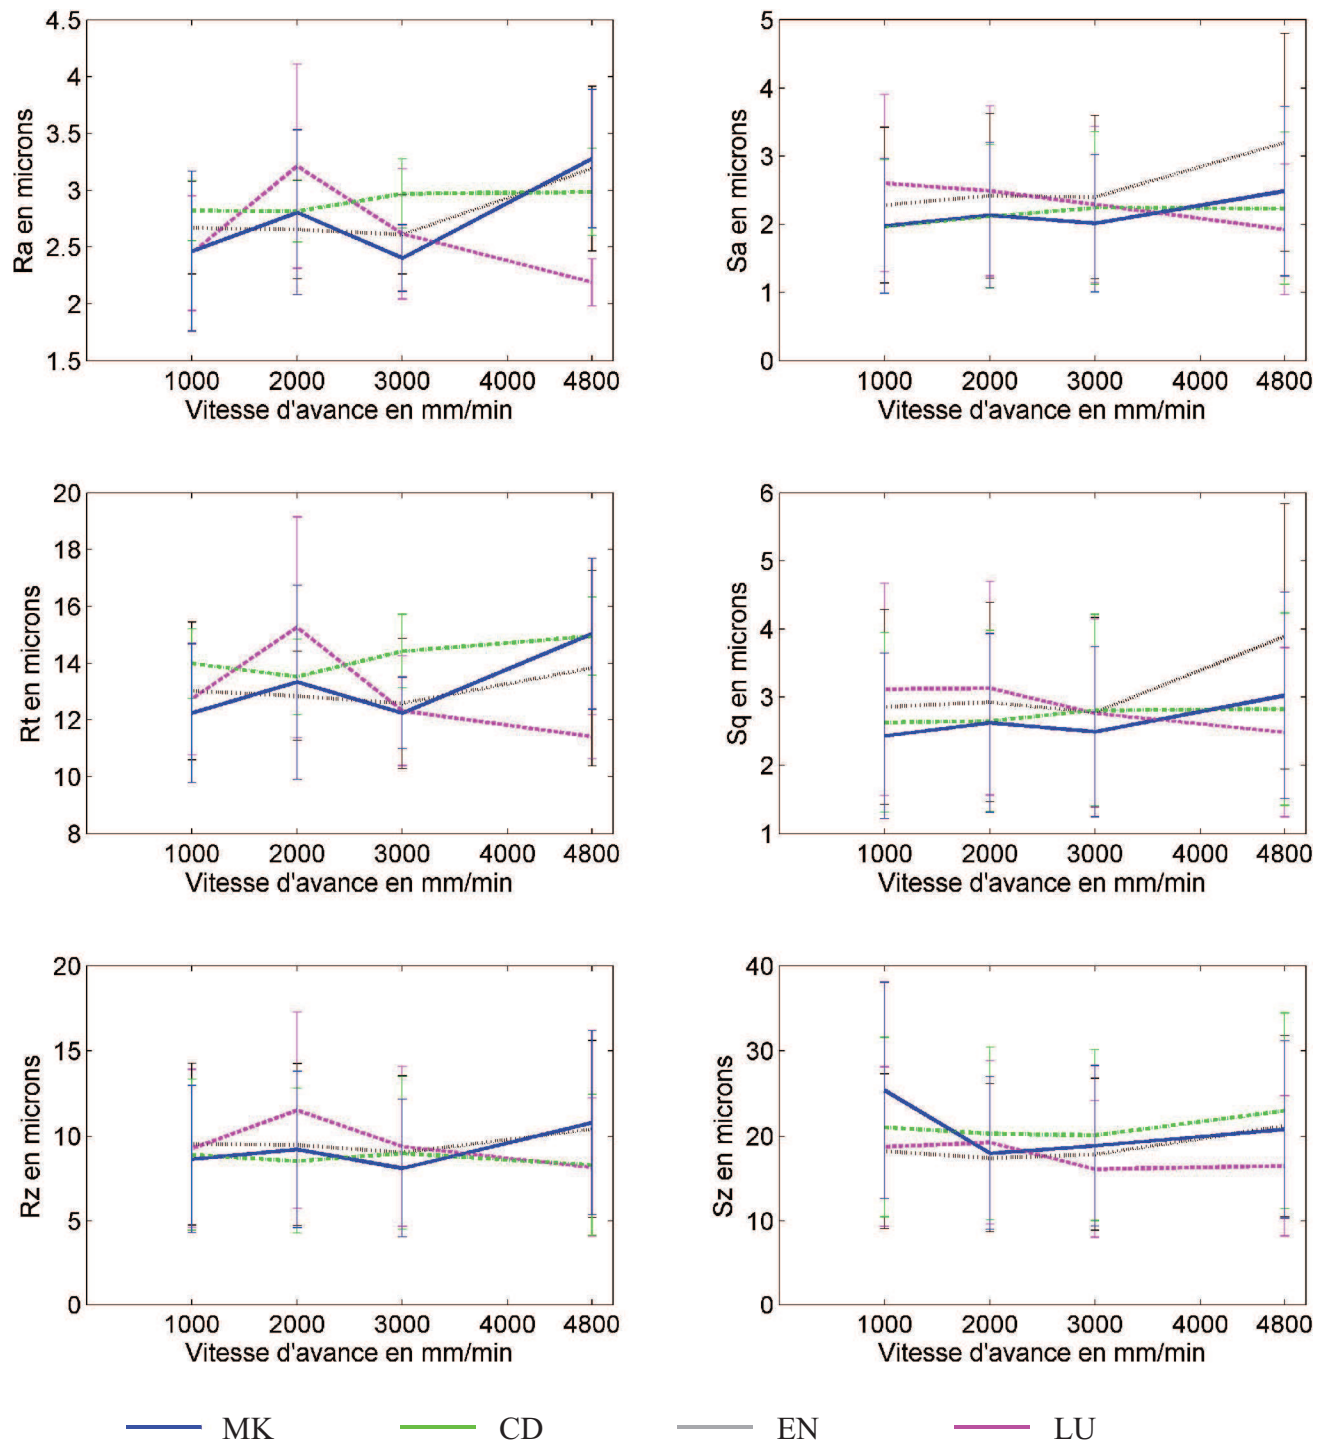 4.5
4
3.5
3
2.5
2
1.5
Ra en microns
1000 2000 3000 4000 4800
Vitesse d'avance en mm/min
5
4
3
2
1
0
Sa en microns
1000 2000 3000 4000 4800
Vitesse d'avance en mm/min
20
18
16
14
12
10
8
Rt en microns
1000 2000 3000 4000 4800
Vitesse d'avance en mm/min
6
5
4
3
2
1
Sq en microns
1000 2000 3000 4000 4800
Vitesse d'avance en mm/min
20
15
10
5
0
Rz en microns
1000 2000 3000 4000 4800
Vitesse d'avance en mm/min
40
30
20
10
0
Sz en microns
1000 2000 3000 4000 4800
Vitesse d'avance en mm/min
MK CD EN LU